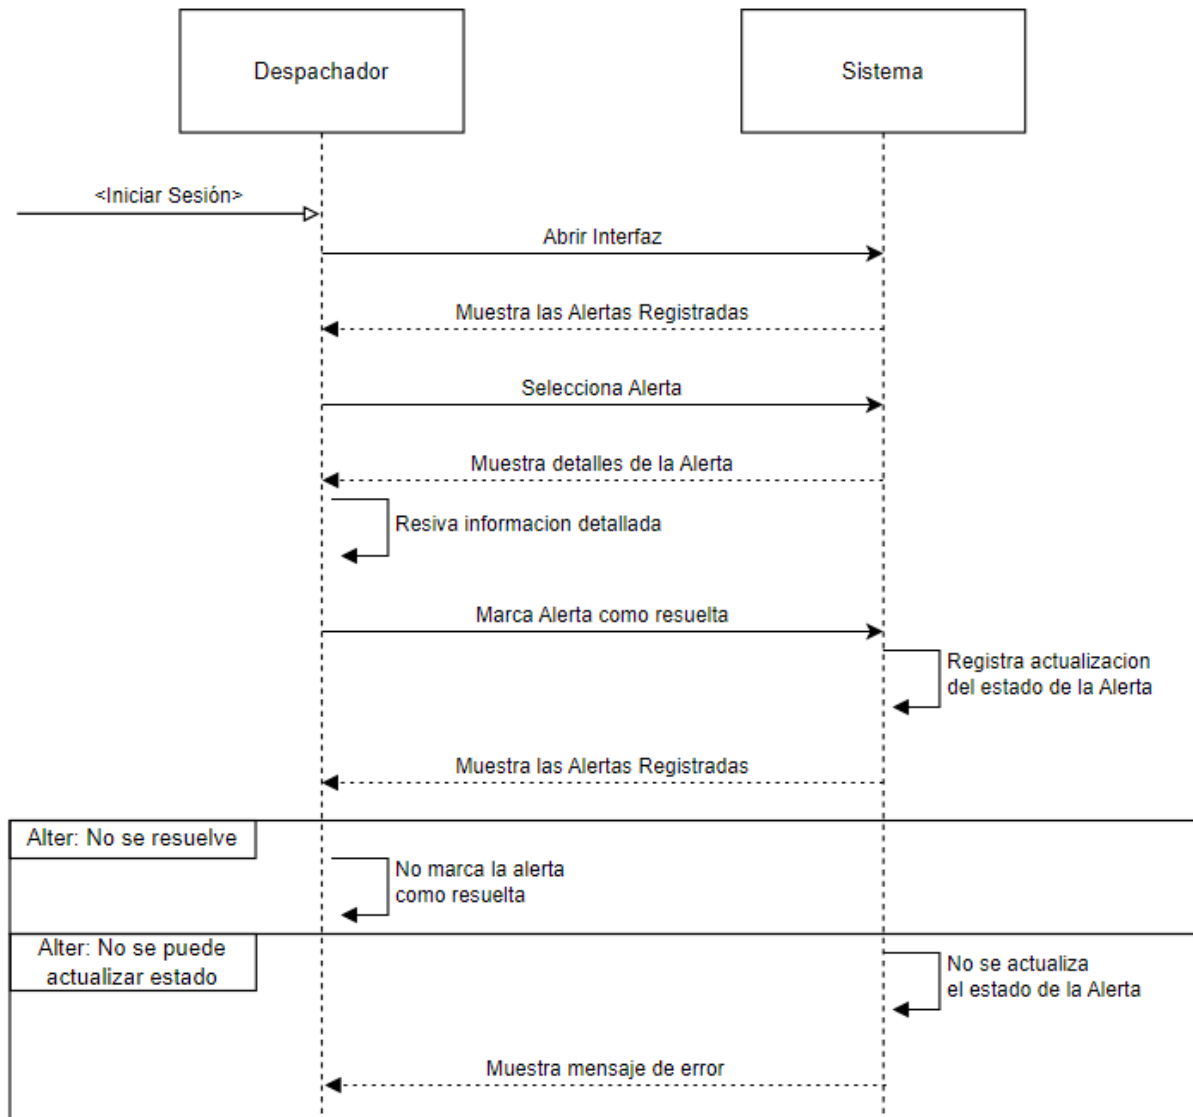 Despachador
Sistema
<Iniciar Sesión>
Abrir Interfaz
Muestra las Alertas Registradas
Selecciona Alerta
Muestra detalles de la Alerta
Resiva informacion detallada
Marca Alerta como resuelta
Registra actualizacion
del estado de la Alerta
Muestra las Alertas Registradas
Alter: No se resuelve
No marca la alerta
como resuelta
Alter: No se puede
actualizar estado
No se actualiza
el estado de la Alerta
Muestra mensaje de error